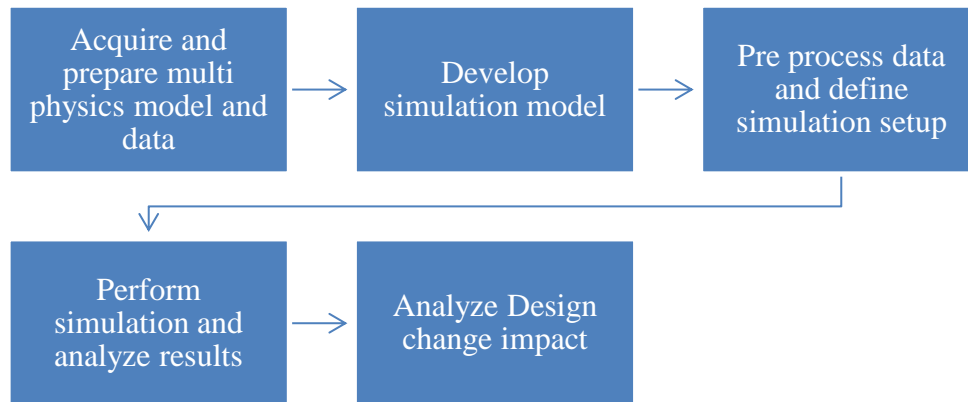 Acquire and
prepare multi
physics model and
data
Develop
simulation model
Pre process data
and define
simulation setup
Perform
simulation and
analyze results
Analyze Design
change impact